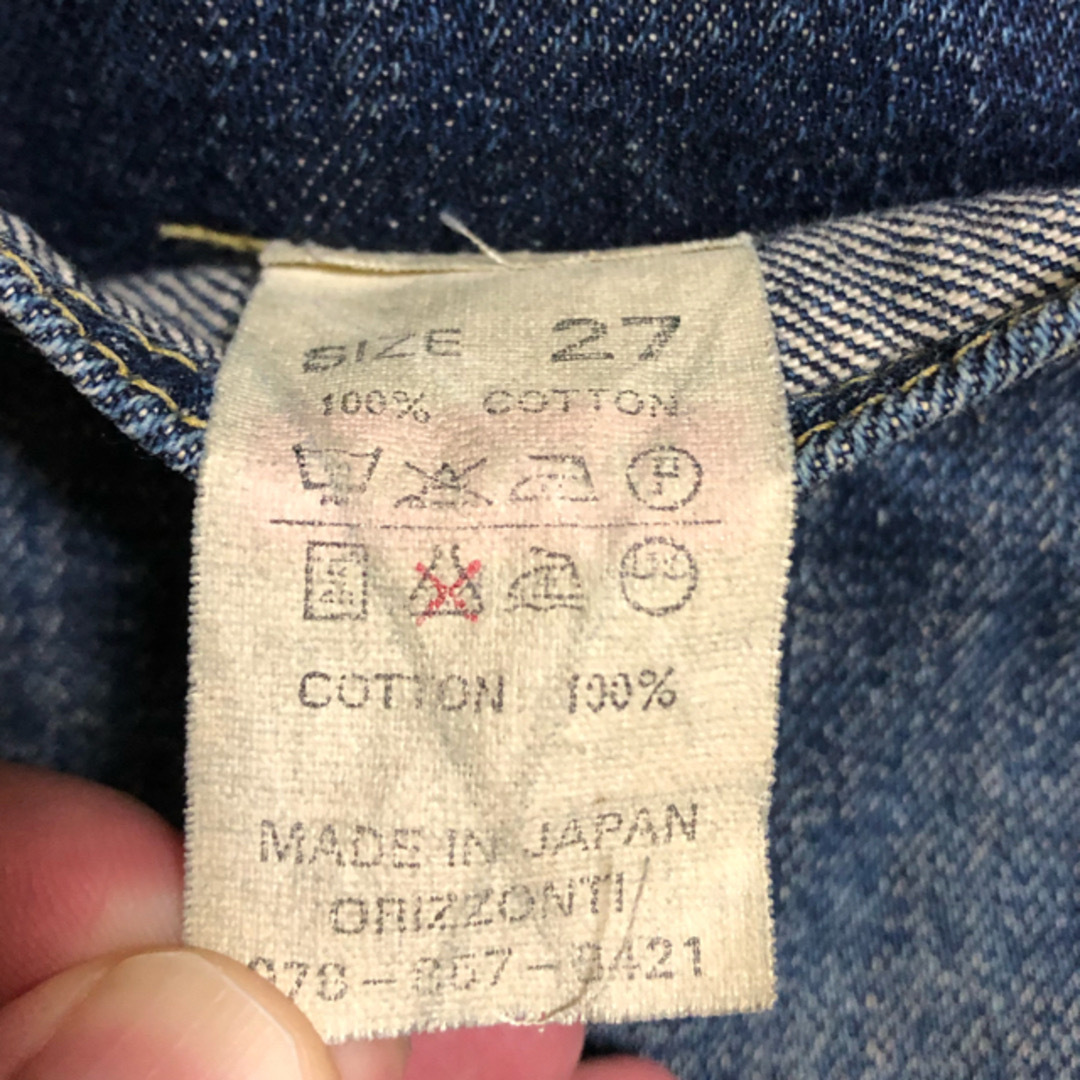 SIZE 27
100% COTTON
COTTON 100%
MADE IN JAPAN
ORIZZONTI